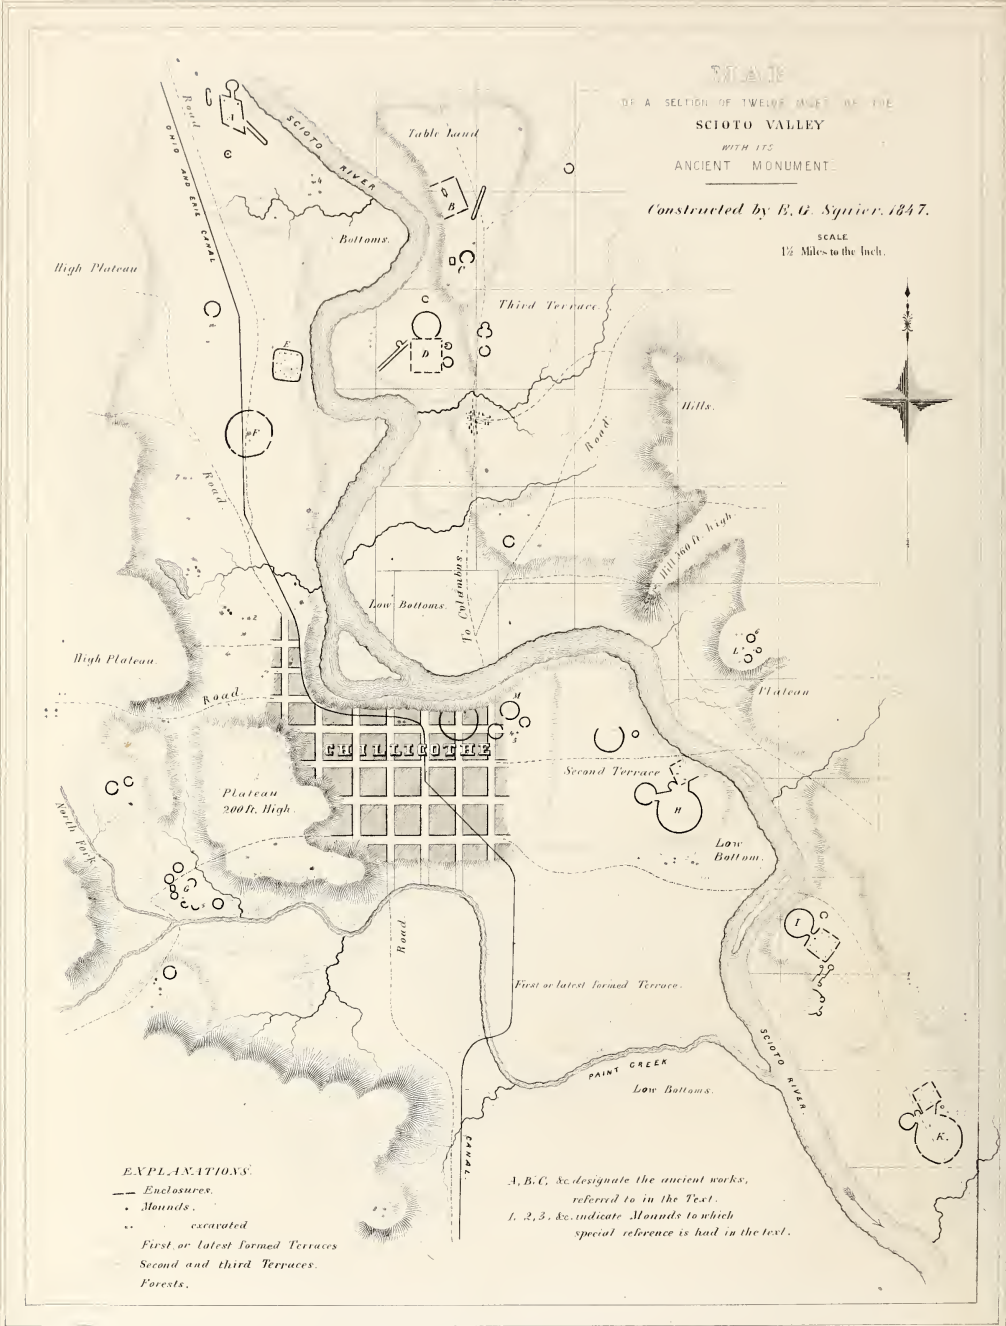 MAP
OF A SECTION OF TWELVE MILES OF THE
SCIOTO VALLEY
WITH ITS
ANCIENT MONUMENTS
Constructed by E. G. Squier. 1847.
SCALE
1½ Miles to the Inch.
Road
OHIO AND ERIE CANAL
SCIOTO RIVER
Table Land
B
Bottoms.
C
High Plateau
Third Terrace.
D
E
F
Hills.
Road
Road
Hill 360 ft. high
To Columbus.
Low Bottoms.
2
High Plateau.
L
Plateau
Road
M
CHILLICOTHE
Second Terrace
H
Plateau
200 ft. High.
North Fork
Low
Bottom.
G
I
Road
First or latest formed Terrace.
SCIOTO RIVER.
PAINT CREEK
Low Bottoms.
K.
CANAL.
EXPLANATIONS.
Enclosures.
Mounds.
" excavated
First, or latest formed Terraces
Second and third Terraces.
Forests.
A, B, C, &c. designate the ancient works,
referred to in the Text.
1, 2, 3, &c. indicate Mounds to which
special reference is had in the text.